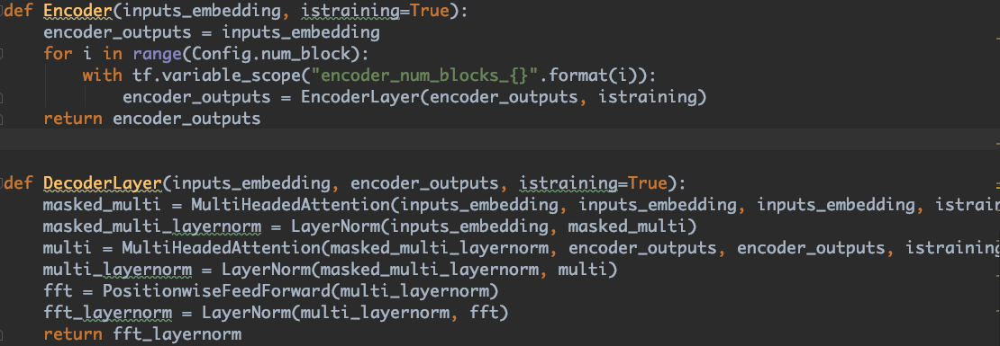 def Encoder(inputs_embedding, istraining=True):
    encoder_outputs = inputs_embedding
    for i in range(Config.num_block):
        with tf.variable_scope("encoder_num_blocks_{}".format(i)):
            encoder_outputs = EncoderLayer(encoder_outputs, istraining)
    return encoder_outputs
def DecoderLayer(inputs_embedding, encoder_outputs, istraining=True):
    masked_multi = MultiHeadedAttention(inputs_embedding, inputs_embedding, inputs_embedding,
    masked_multi_layernorm = LayerNorm(inputs_embedding, masked_multi)
    multi = MultiHeadedAttention(masked_multi_layernorm, encoder_outputs, encoder_outputs, istraining
    multi_layernorm = LayerNorm(masked_multi_layernorm, multi)
    fft = PositionwiseFeedForward(multi_layernorm)
    fft_layernorm = LayerNorm(multi_layernorm, fft)
    return fft_layernorm